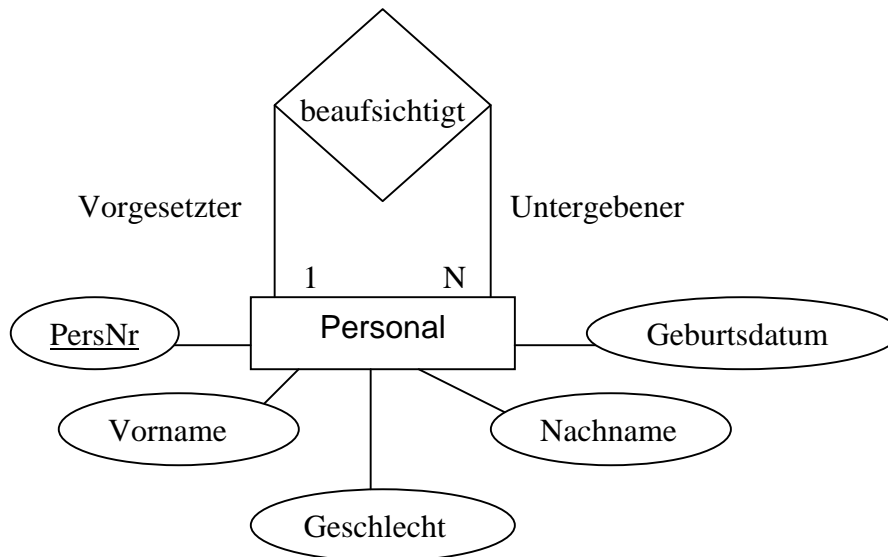 beaufsichtigt
Vorgesetzter
Untergebener
1
N
PersNr
Personal
Geburtsdatum
Vorname
Nachname
Geschlecht